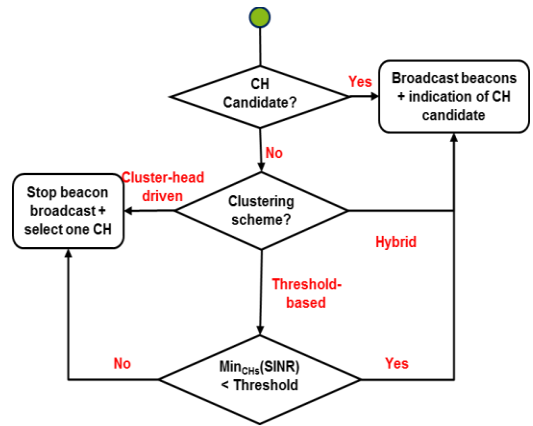 CH
Candidate?
Yes
Broadcast beacons
+ indication of CH
candidate
No
Cluster-head
driven
Stop beacon
broadcast +
select one CH
Clustering
scheme?
Hybrid
Threshold-
based
No
MinCHs(SINR)
< Threshold
Yes